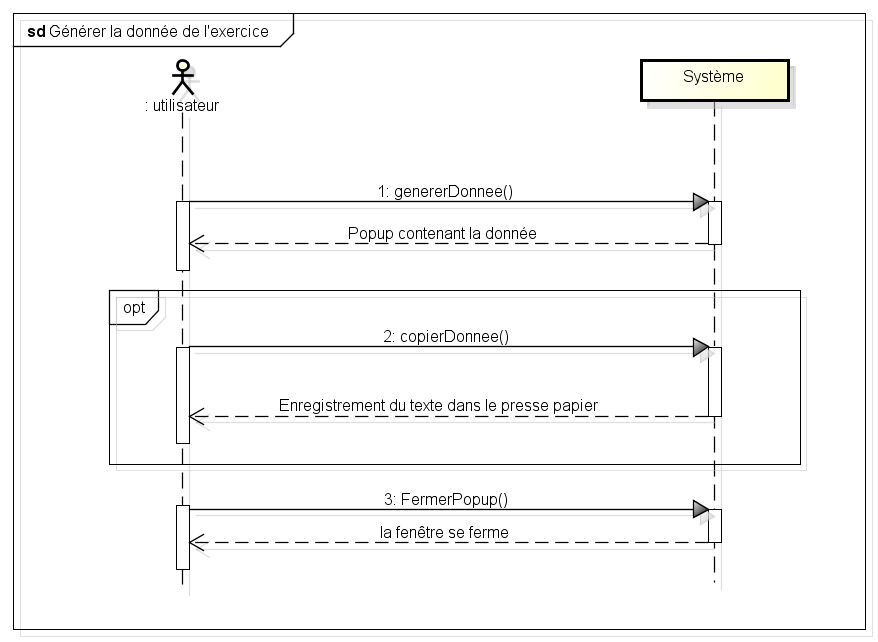 sd Générer la donnée de l'exercice
: utilisateur
Système
1: genererDonnee()
Popup contenant la donnée
opt
2: copierDonnee()
Enregistrement du texte dans le presse papier
3: FermerPopup()
la fenêtre se ferme